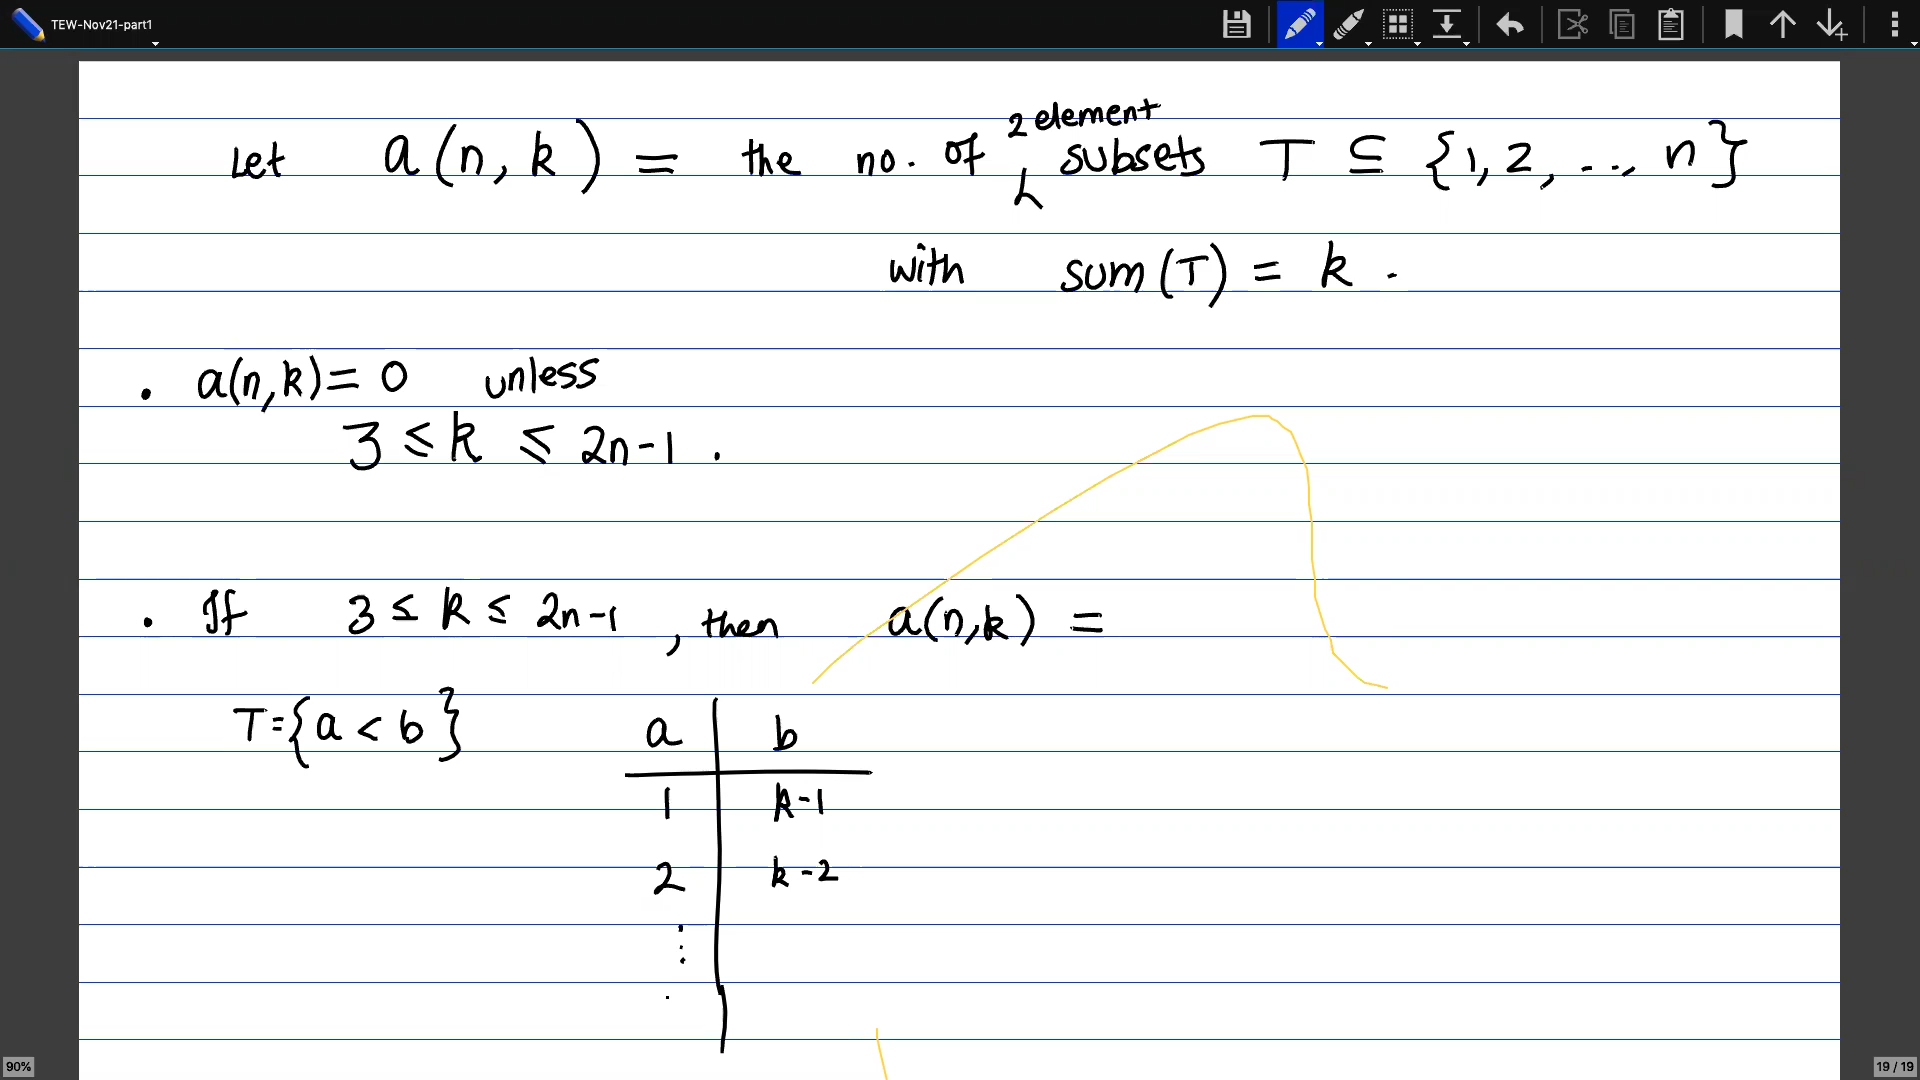 TEW-Nov21-part1
2 element
Let a(n, k) = the no. of subsets T ⊆ {1, 2, ..., n}
with sum(T) = k .
. a(n,k) = 0 unless
3 ≤ k ≤ 2n-1 .
. If 3 ≤ k ≤ 2n-1 , then a(n,k) =
T={a < b} a b
1 k-1
2 k-2
⋮
90% 19 / 19